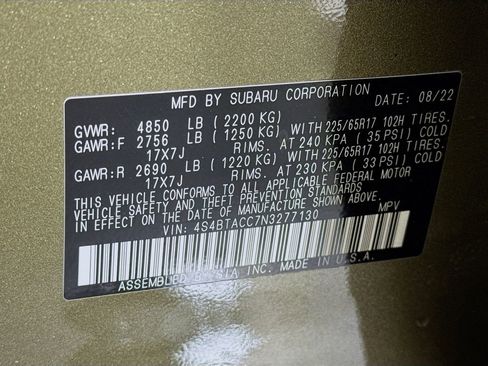 MFD BY SUBARU CORPORATION DATE: 08/22
GVWR: 4850 LB (2200 KG)
GAWR:F 2756 LB (1250 KG) WITH 225/65R17 102H TIRES.
17X7J RIMS. AT 240 KPA ( 35 PSI) COLD
GAWR:R 2690 LB (1220 KG) WITH 225/65R17 102H TIRES.
17X7J RIMS. AT 230 KPA ( 33 PSI) COLD
THIS VEHICLE CONFORMS TO ALL APPLICABLE FEDERAL MOTOR
VEHICLE SAFETY AND THEFT PREVENTION STANDARDS
IN EFFECT ON THE DATE OF MANUFACTURE SHOWN ABOVE.
VIN: 4S4BTACC7N3277130 MPV
ASSEMBLED BY SIA INC. MADE IN U.S.A.